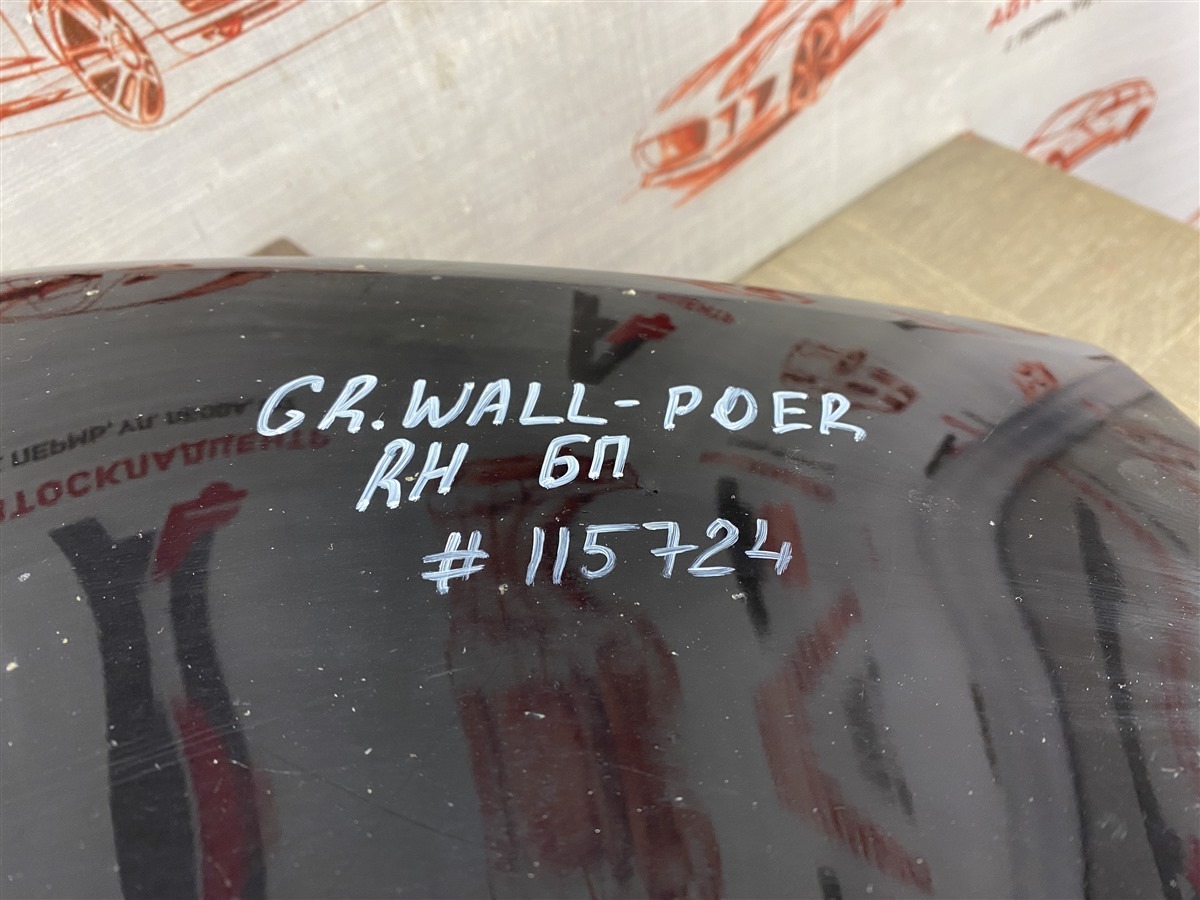 GR. WALL - POER
RH БП
# 115724